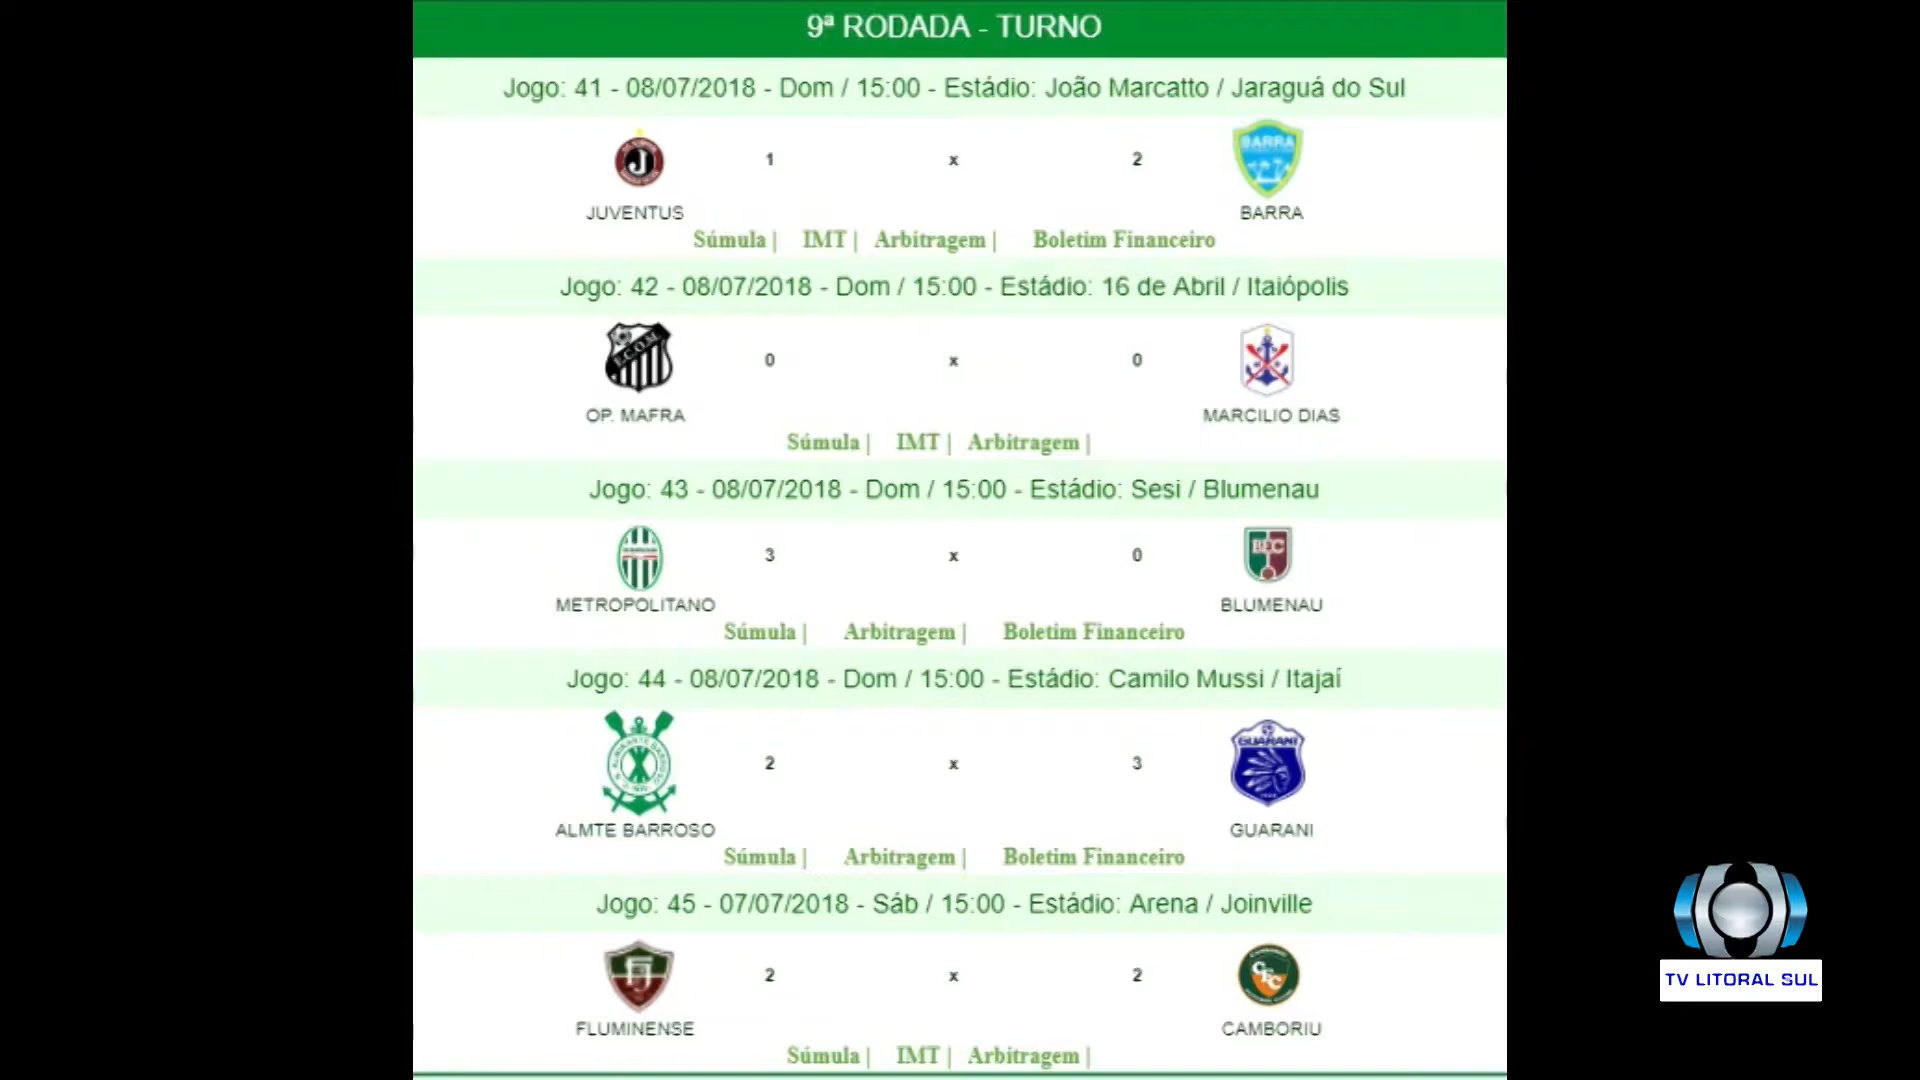 9ª RODADA - TURNO
Jogo: 41 - 08/07/2018 - Dom / 15:00 - Estádio: João Marcatto / Jaraguá do Sul
1 x 2
BARRA
JUVENTUS BARRA
Súmula | IMT | Arbitragem | Boletim Financeiro
Jogo: 42 - 08/07/2018 - Dom / 15:00 - Estádio: 16 de Abril / Itaiópolis
0 x 0
OP. MAFRA MARCILIO DIAS
Súmula | IMT | Arbitragem |
Jogo: 43 - 08/07/2018 - Dom / 15:00 - Estádio: Sesi / Blumenau
3 x 0
METROPOLITANO BLUMENAU
Súmula | Arbitragem | Boletim Financeiro
Jogo: 44 - 08/07/2018 - Dom / 15:00 - Estádio: Camilo Mussi / Itajaí
GUARANI
2 x 3
ALMTE BARROSO GUARANI
Súmula | Arbitragem | Boletim Financeiro
Jogo: 45 - 07/07/2018 - Sáb / 15:00 - Estádio: Arena / Joinville
2 x 2
FLUMINENSE CAMBORIU
Súmula | IMT | Arbitragem |
TV LITORAL SUL